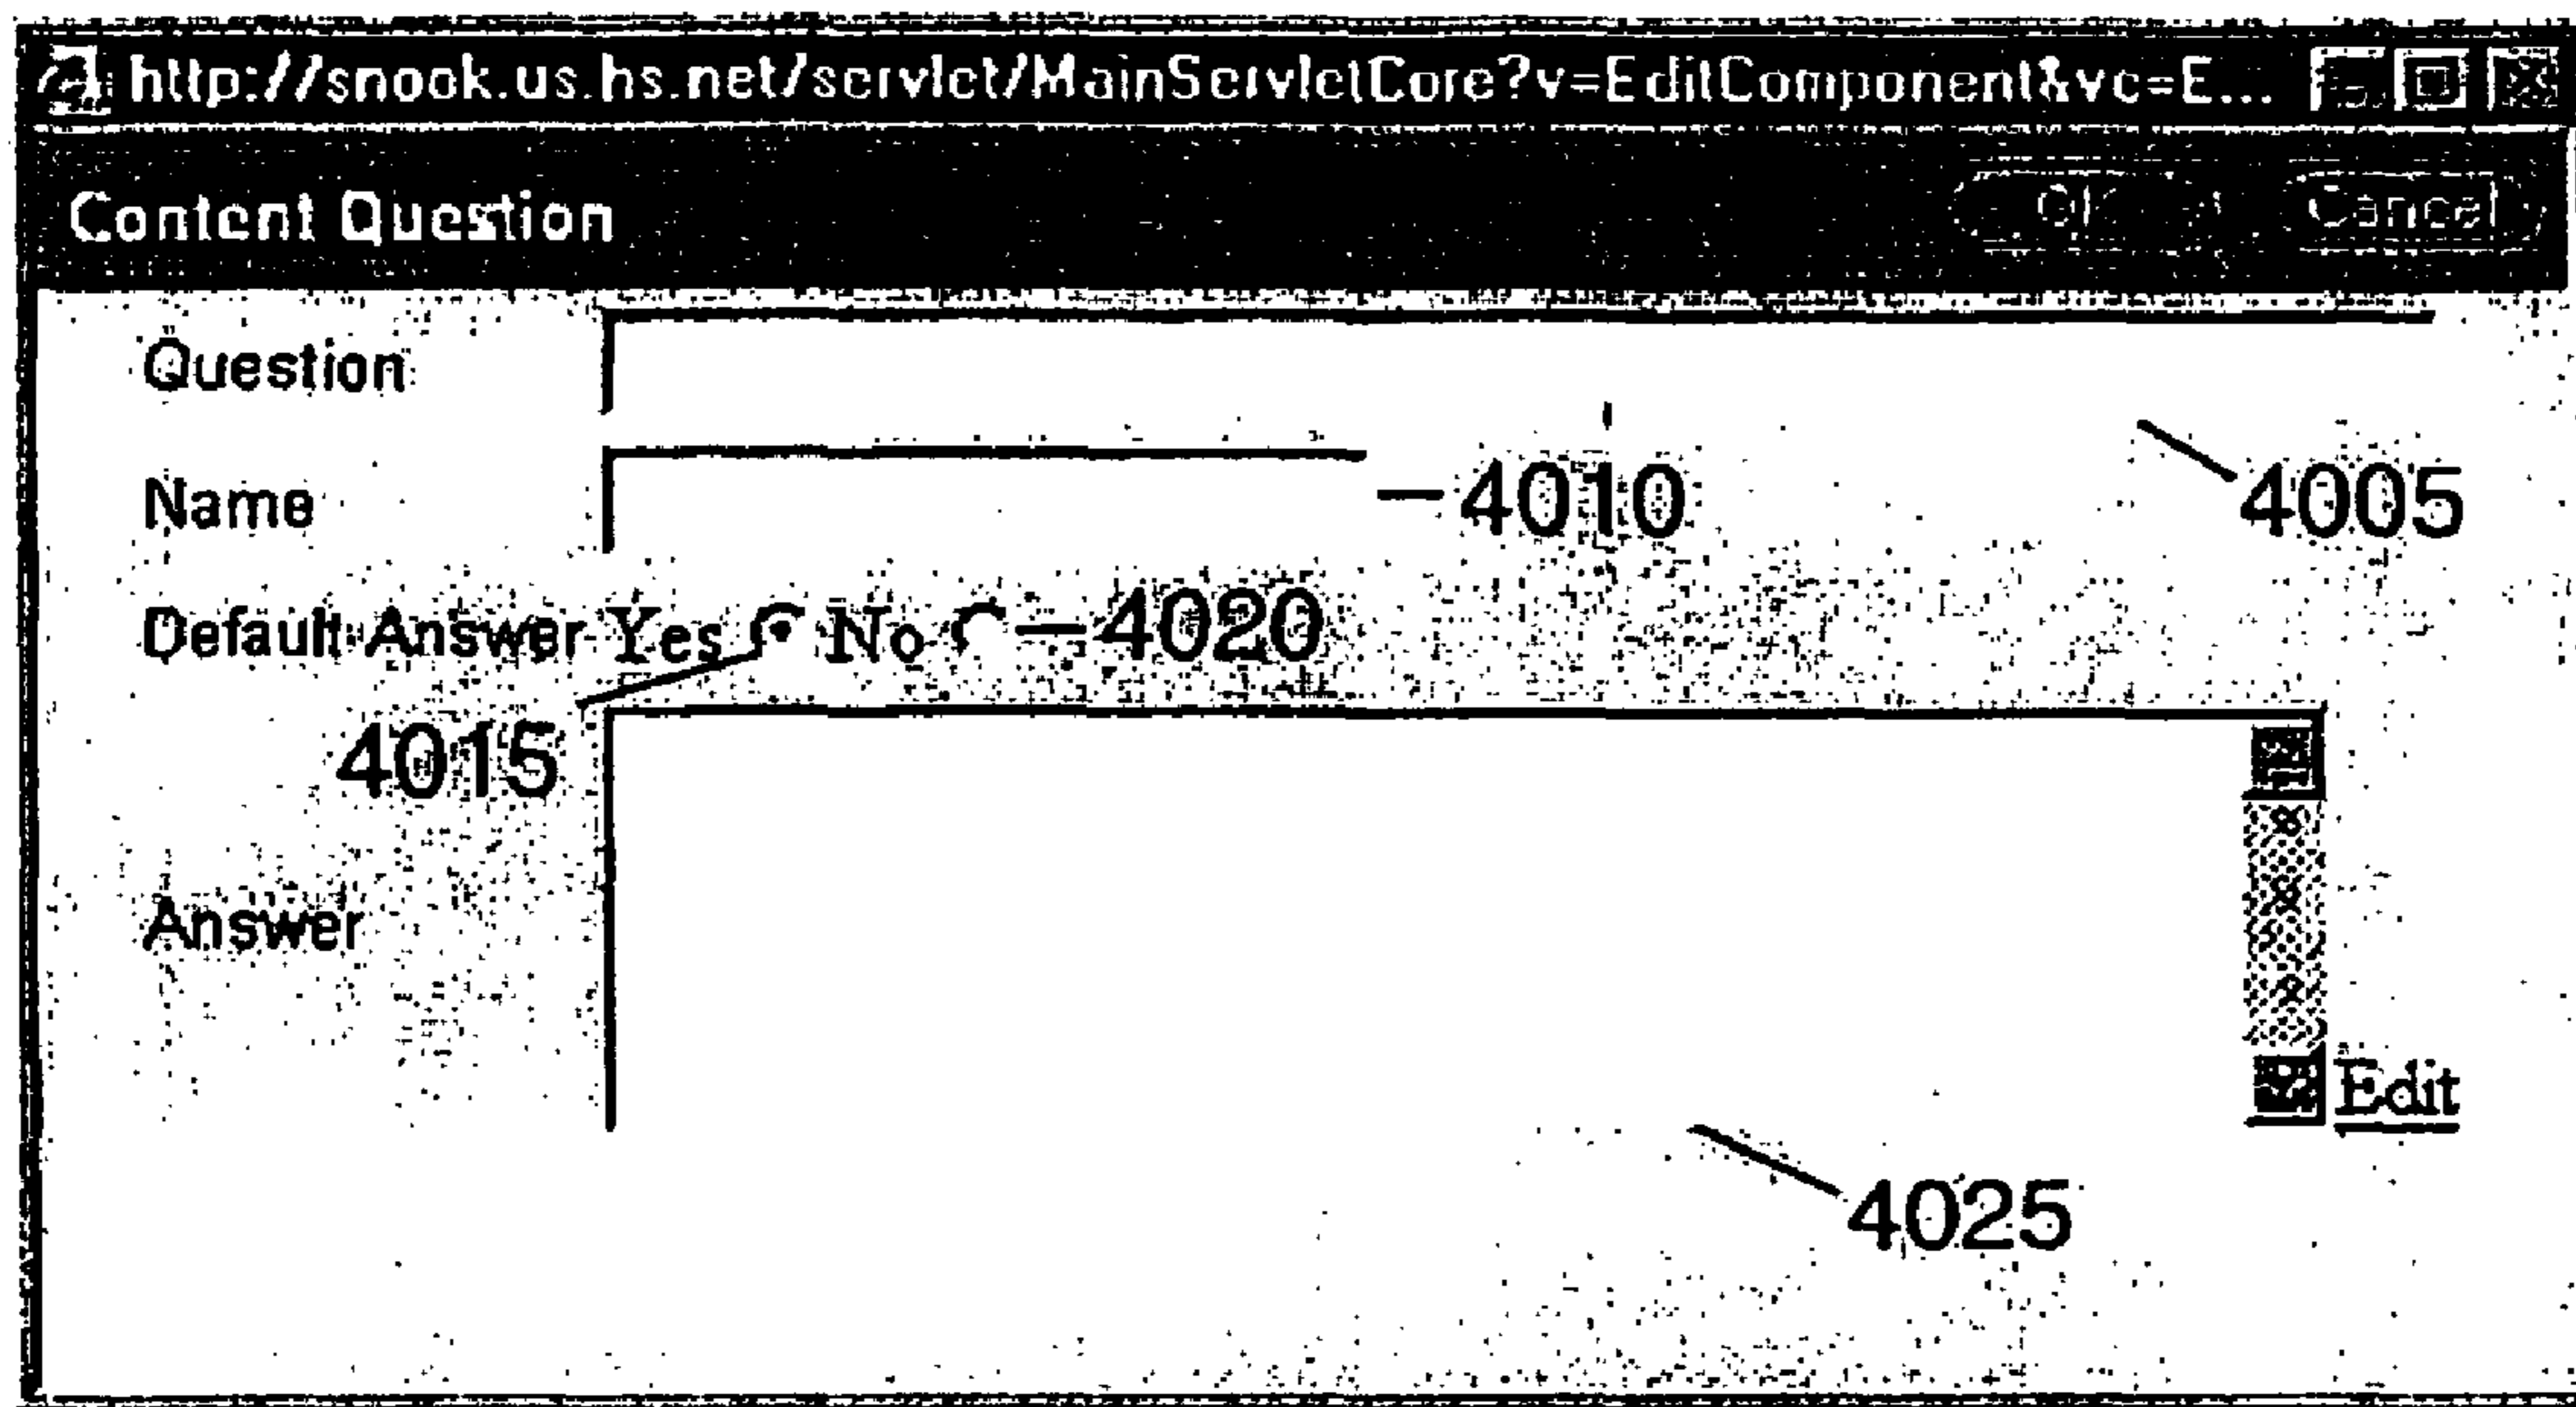 http://snook.us.hs.net/servlet/MainServletCore?v=EditComponent&vc=E...
Content Question Ok Cancel
Question
4005
Name
4010
Default Answer Yes No 4020
4015
Answer
Edit
4025